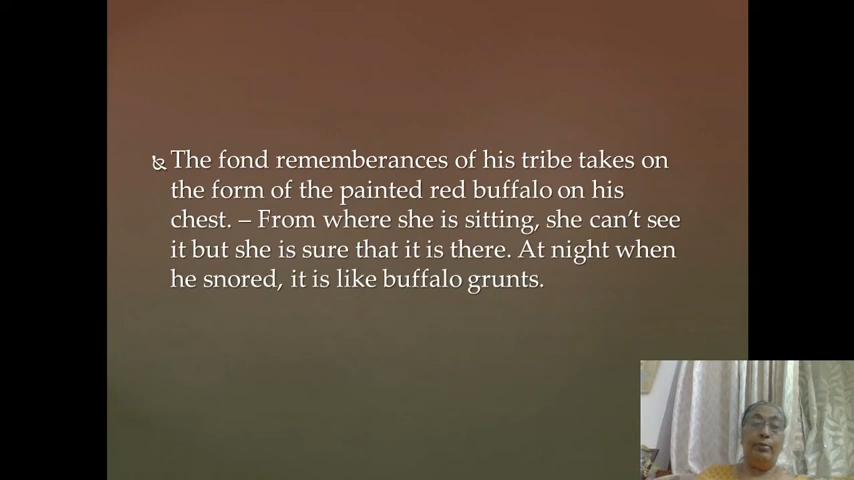 The fond rememberances of his tribe takes on
the form of the painted red buffalo on his
chest. – From where she is sitting, she can't see
it but she is sure that it is there. At night when
he snored, it is like buffalo grunts.